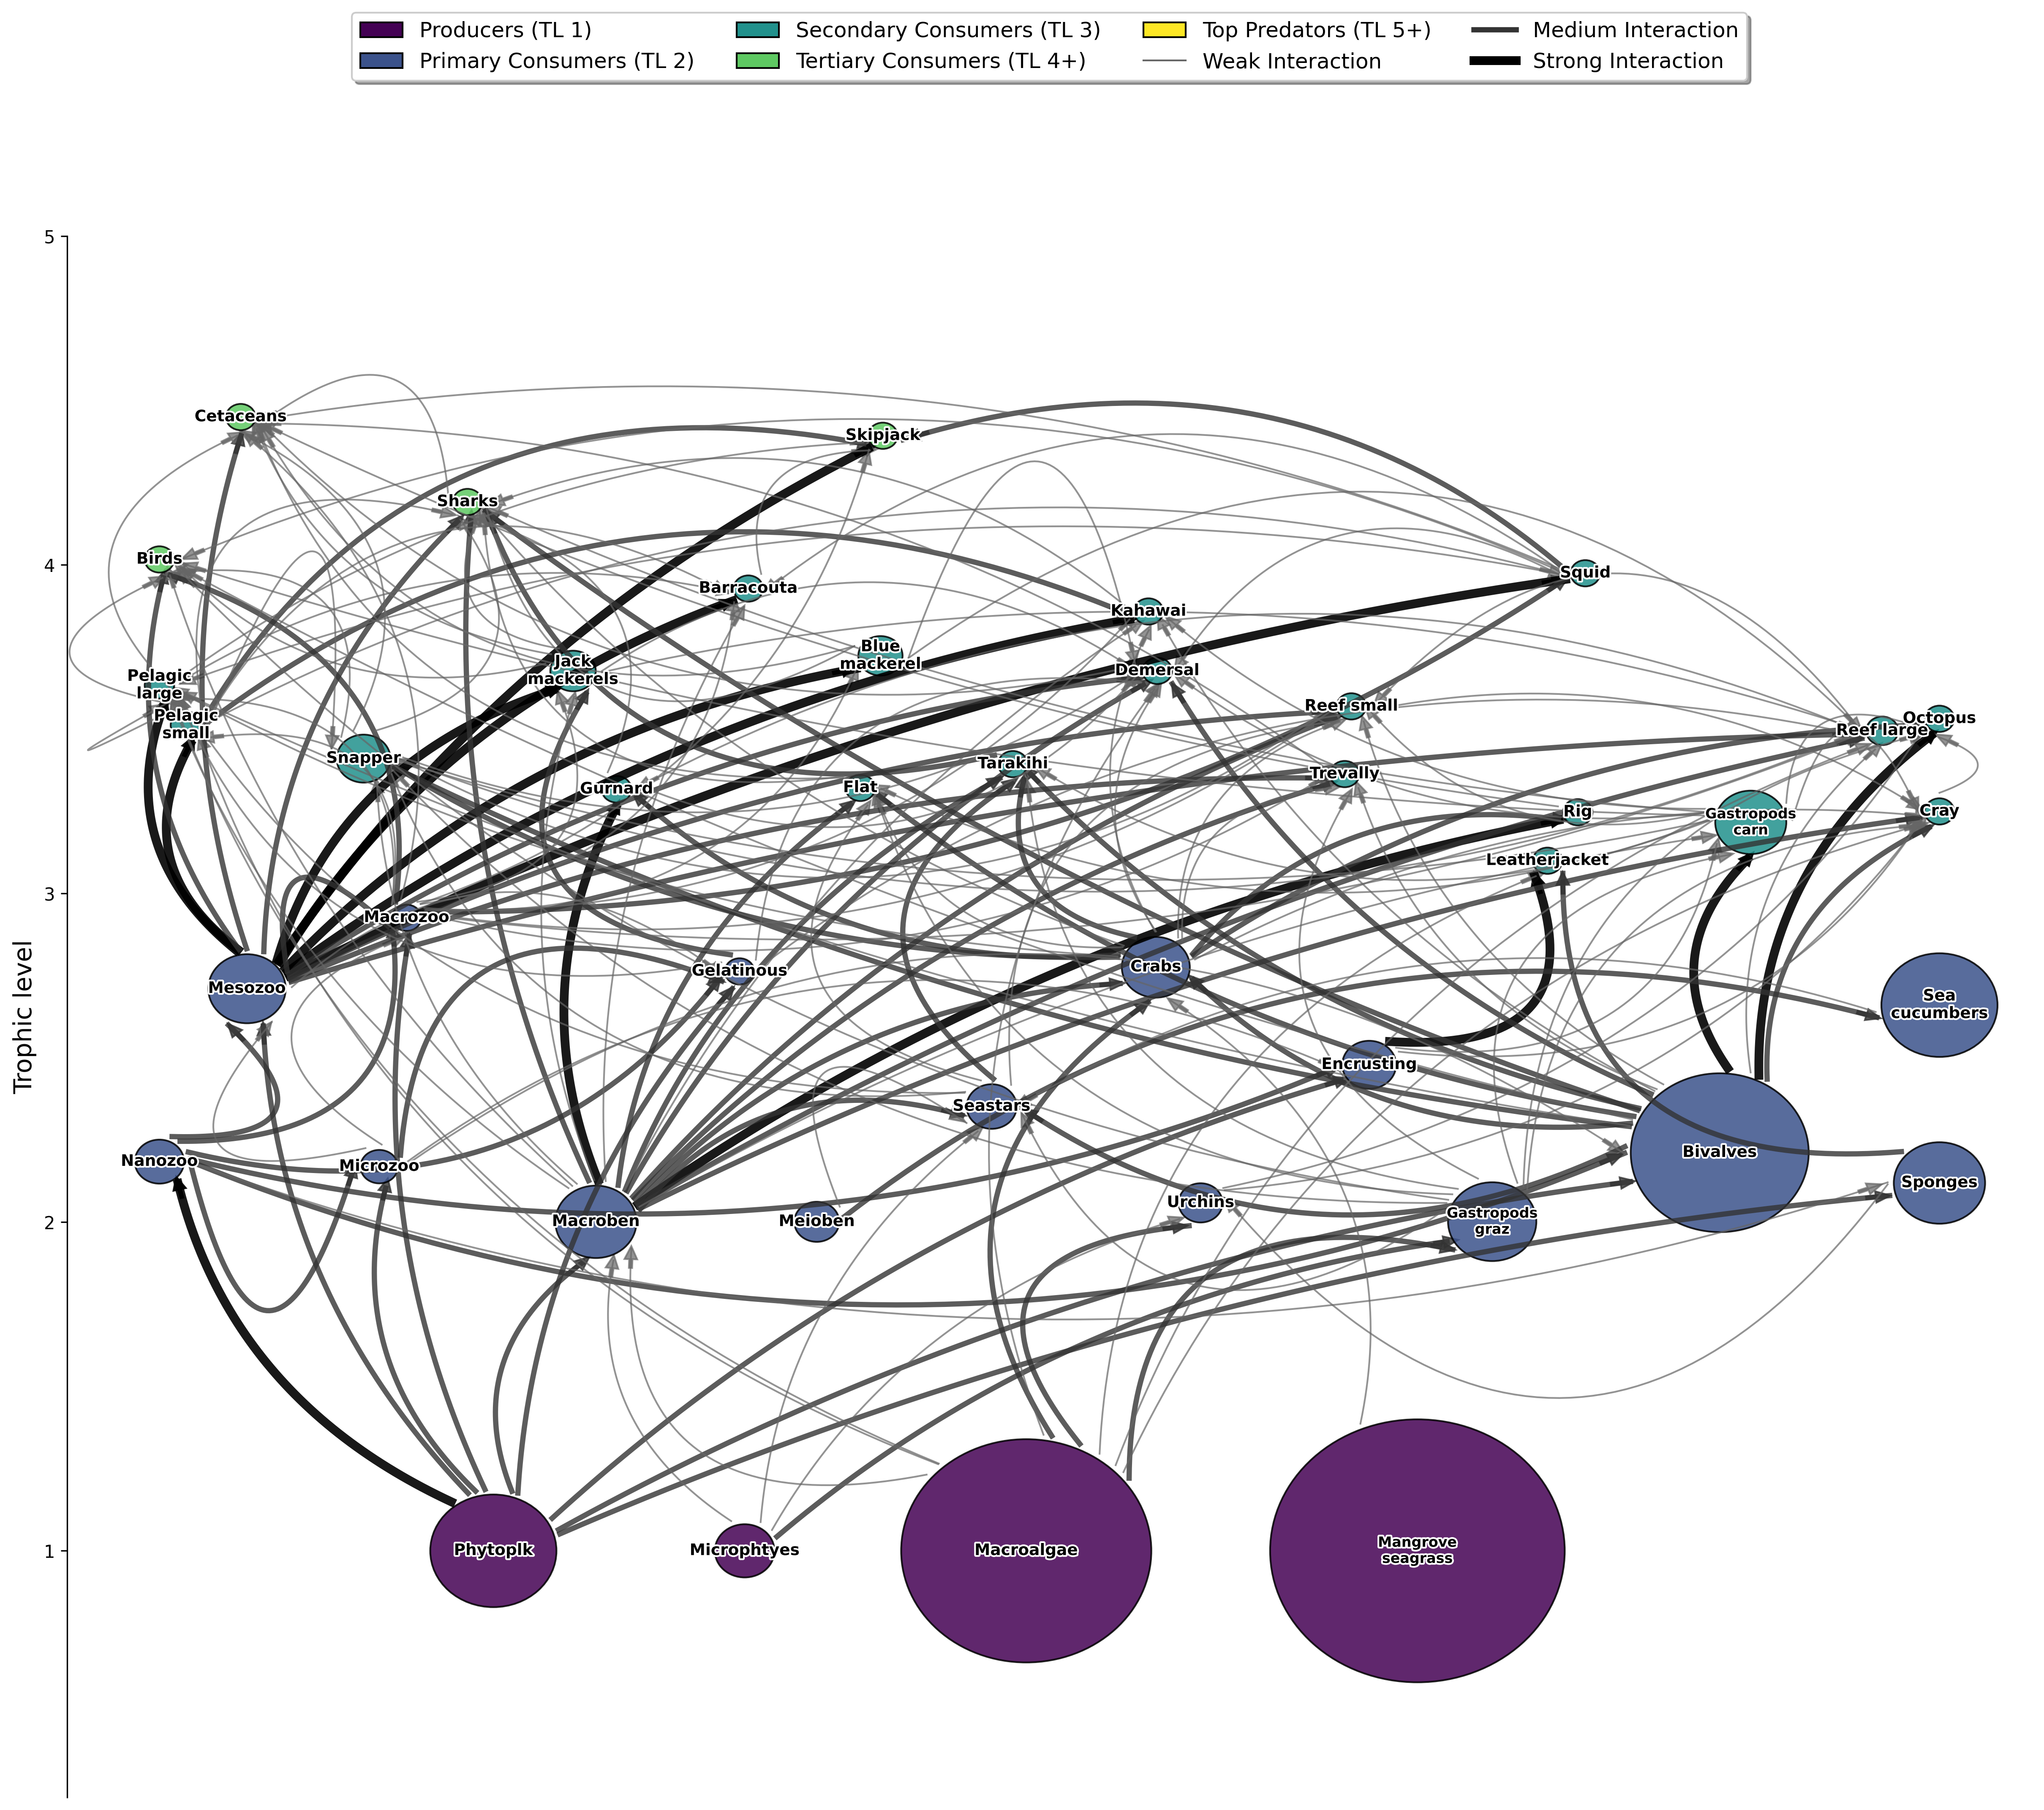 Producers (TL 1)
Primary Consumers (TL 2)
Secondary Consumers (TL 3)
Tertiary Consumers (TL 4+)
Top Predators (TL 5+)
Weak Interaction
Medium Interaction
Strong Interaction
Trophic level
5
4
3
2
1
Cetaceans
Skipjack
Sharks
Birds
Squid
Barracouta
Kahawai
Blue
mackerel
Jack
mackerels
Demersal
Pelagic
large
Pelagic
small
Reef small
Octopus
Reef large
Snapper
Tarakihi
Trevally
Gurnard
Flat
Rig
Gastropods
carn
Cray
Leatherjacket
Macrozoo
Mesozoo
Gelatinous
Crabs
Sea
cucumbers
Encrusting
Seastars
Bivalves
Nanozoo
Microzoo
Sponges
Urchins
Macroben
Meioben
Gastropods
graz
Phytoplk
Microphtyes
Macroalgae
Mangrove
seagrass